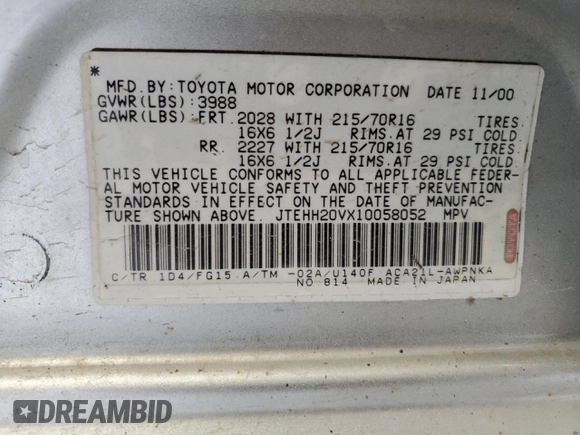 *
MFD. BY: TOYOTA MOTOR CORPORATION DATE 11/00
GVWR(LBS): 3988
GAWR(LBS): FRT. 2028 WITH 215/70R16 TIRES
16X6 1/2J RIMS, AT 29 PSI COLD.
RR. 2227 WITH 215/70R16 TIRES
16X6 1/2J RIMS, AT 29 PSI COLD.
THIS VEHICLE CONFORMS TO ALL APPLICABLE FEDER-
AL MOTOR VEHICLE SAFETY AND THEFT PREVENTION
STANDARDS IN EFFECT ON THE DATE OF MANUFAC-
TURE SHOWN ABOVE. JTEHH20VX10058052 MPV
TOYOTA
C/TR 1D4/FG15 A/TM -02A/U140F ACA21L-AWPNKA
NO 814 MADE IN JAPAN
DREAMBID